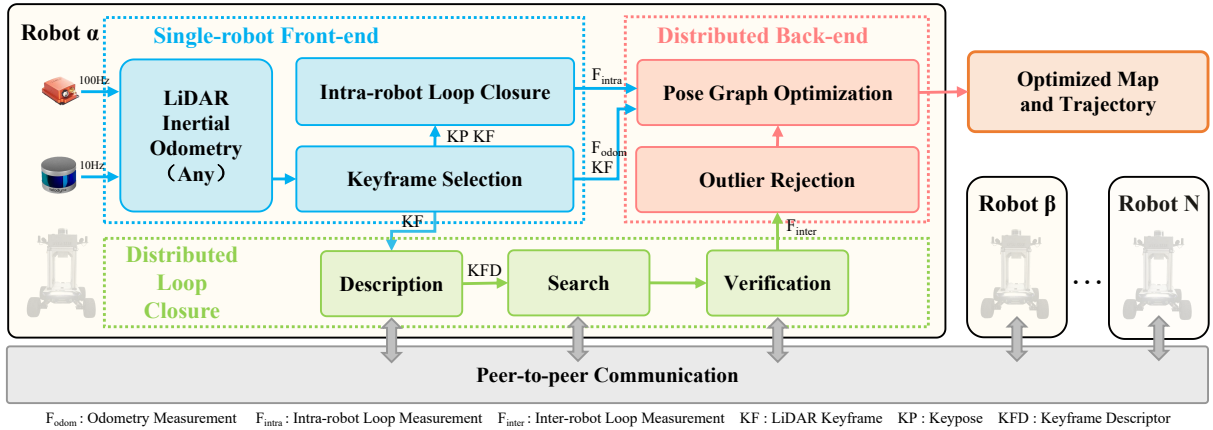 Robot α
Single-robot Front-end
Distributed Back-end
100Hz
10Hz
LiDAR
Inertial
Odometry
（Any）
Intra-robot Loop Closure
KP KF
Keyframe Selection
F_intra
F_odom
KF
Pose Graph Optimization
Outlier Rejection
Optimized Map
and Trajectory
KF
F_inter
Distributed
Loop
Closure
Description
KFD
Search
Verification
Robot β
...
Robot N
Peer-to-peer Communication
F_odom : Odometry Measurement F_intra : Intra-robot Loop Measurement F_inter : Inter-robot Loop Measurement KF : LiDAR Keyframe KP : Keypose KFD : Keyframe Descriptor